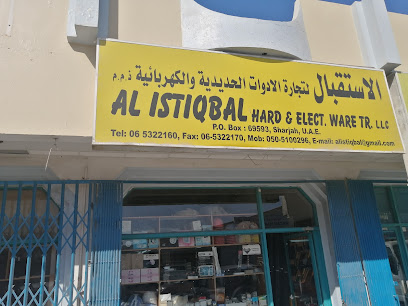 الاستقبال لتجارة الادوات الحديدية والكهربائية ذ.م.م
AL ISTIQBAL HARD & ELECT. WARE TR. LLC
P.O. Box : 69593, Sharjah, U.A.E.
Tel: 06 5322160, Fax: 06-5322170, Mob: 050-5100296, E-mail: alistiqbal@gmail.com